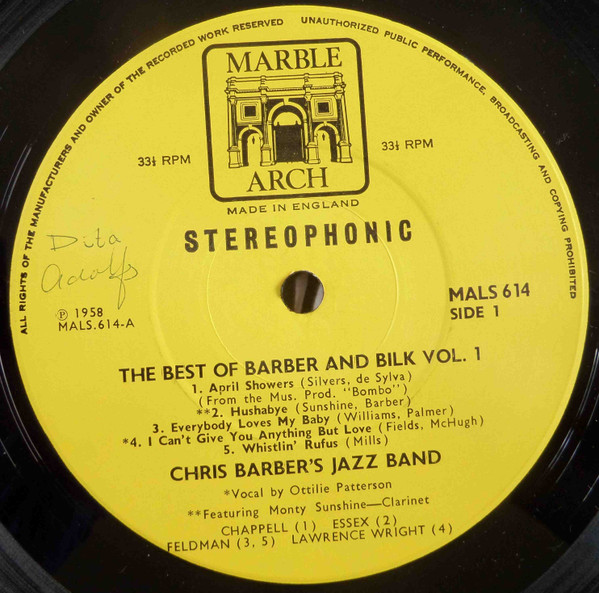 ALL RIGHTS OF THE MANUFACTURERS AND OWNER OF THE RECORDED WORK RESERVED
UNAUTHORIZED PUBLIC PERFORMANCE, BROADCASTING AND COPYING PROHIBITED
MARBLE
ARCH
33⅓ RPM
33⅓ RPM
MADE IN ENGLAND
STEREOPHONIC
Dita
Adolfs
Ⓟ 1958
MALS.614-A
MALS 614
SIDE 1
THE BEST OF BARBER AND BILK VOL. 1
1. April Showers (Silvers, de Sylva)
(From the Mus. Prod. "Bombo")
**2. Hushabye (Sunshine, Barber)
3. Everybody Loves My Baby (Williams, Palmer)
*4. I Can't Give You Anything But Love (Fields, McHugh)
5. Whistlin' Rufus (Mills)
CHRIS BARBER'S JAZZ BAND
*Vocal by Ottilie Patterson
**Featuring Monty Sunshine—Clarinet
CHAPPELL (1) ESSEX (2)
FELDMAN (3, 5) LAWRENCE WRIGHT (4)